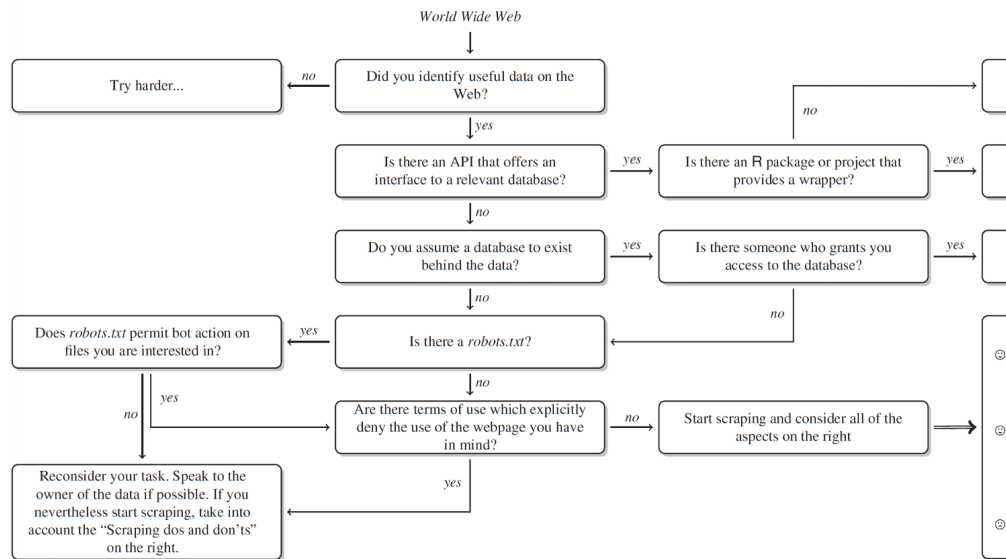 World Wide Web
Try harder...
no
Did you identify useful data on the
Web?
yes
no
Is there an API that offers an
interface to a relevant database?
yes
Is there an R package or project that
provides a wrapper?
yes
no
Do you assume a database to exist
behind the data?
yes
Is there someone who grants you
access to the database?
yes
no
no
Does robots.txt permit bot action on
files you are interested in?
yes
Is there a robots.txt?
no
yes
no
Are there terms of use which explicitly
deny the use of the webpage you have
in mind?
no
Start scraping and consider all of the
aspects on the right
yes
Reconsider your task. Speak to the
owner of the data if possible. If you
nevertheless start scraping, take into
account the “Scraping dos and don’ts”
on the right.